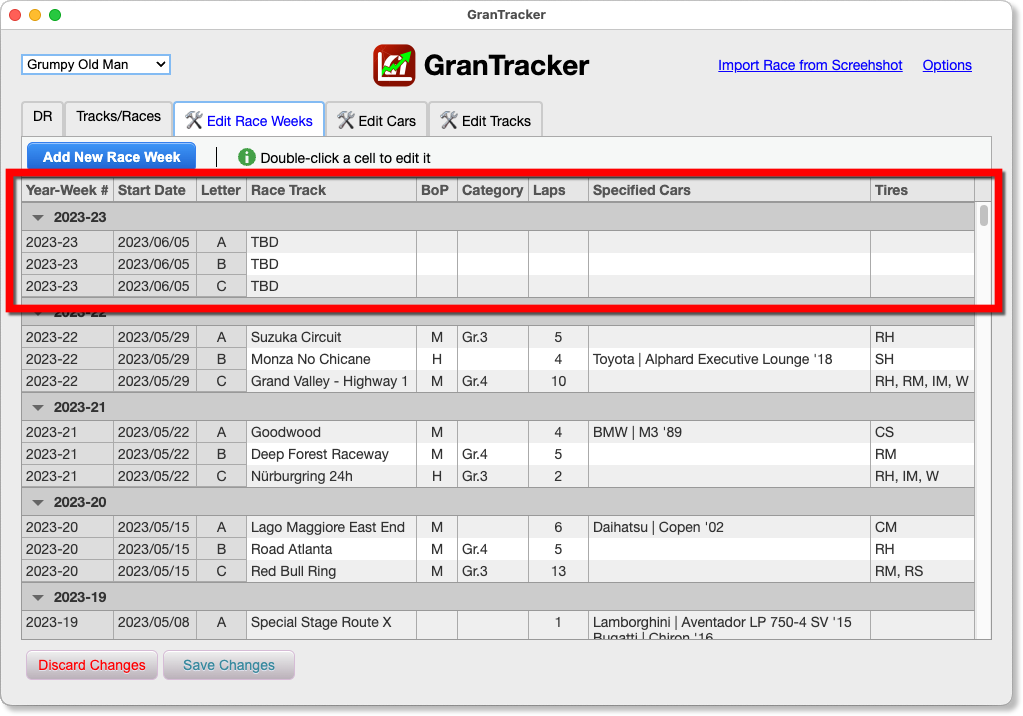 GranTracker
Grumpy Old Man
GranTracker
Import Race from Screehshot Options
DR Tracks/Races Edit Race Weeks Edit Cars Edit Tracks
Add New Race Week | Double-click a cell to edit it
Year-Week # Start Date Letter Race Track BoP Category Laps Specified Cars Tires
2023-23
2023-23 2023/06/05 A TBD
2023-23 2023/06/05 B TBD
2023-23 2023/06/05 C TBD
2023-22
2023-22 2023/05/29 A Suzuka Circuit M Gr.3 5 RH
2023-22 2023/05/29 B Monza No Chicane H 4 Toyota | Alphard Executive Lounge '18 SH
2023-22 2023/05/29 C Grand Valley - Highway 1 M Gr.4 10 RH, RM, IM, W
2023-21
2023-21 2023/05/22 A Goodwood M 4 BMW | M3 '89 CS
2023-21 2023/05/22 B Deep Forest Raceway M Gr.4 5 RM
2023-21 2023/05/22 C Nürburgring 24h H Gr.3 2 RH, IM, W
2023-20
2023-20 2023/05/15 A Lago Maggiore East End M 6 Daihatsu | Copen '02 CM
2023-20 2023/05/15 B Road Atlanta M Gr.4 5 RH
2023-20 2023/05/15 C Red Bull Ring M Gr.3 13 RM, RS
2023-19
2023-19 2023/05/08 A Special Stage Route X 1 Lamborghini | Aventador LP 750-4 SV '15
Bugatti | Chiron '16
Discard Changes Save Changes